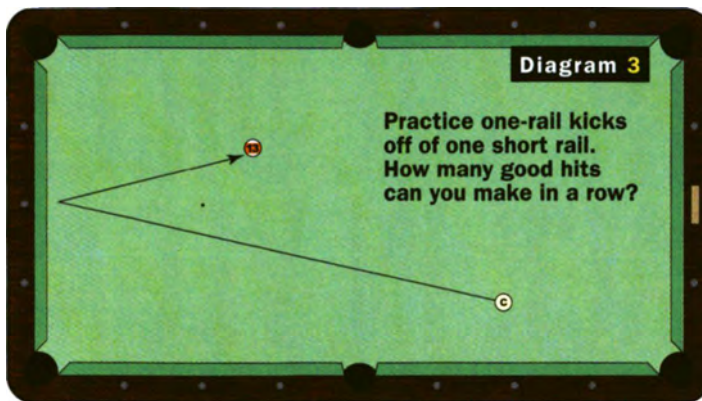 Diagram 3
Practice one-rail kicks
off of one short rail.
How many good hits
can you make in a row?
13
C